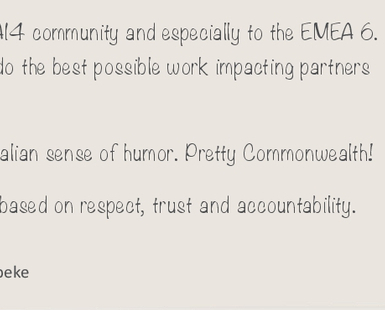 AI4 community and especially to the EMEA 6.
do the best possible work impacting partners
alian sense of humor. Pretty Commonwealth!
based on respect, trust and accountability.
beke